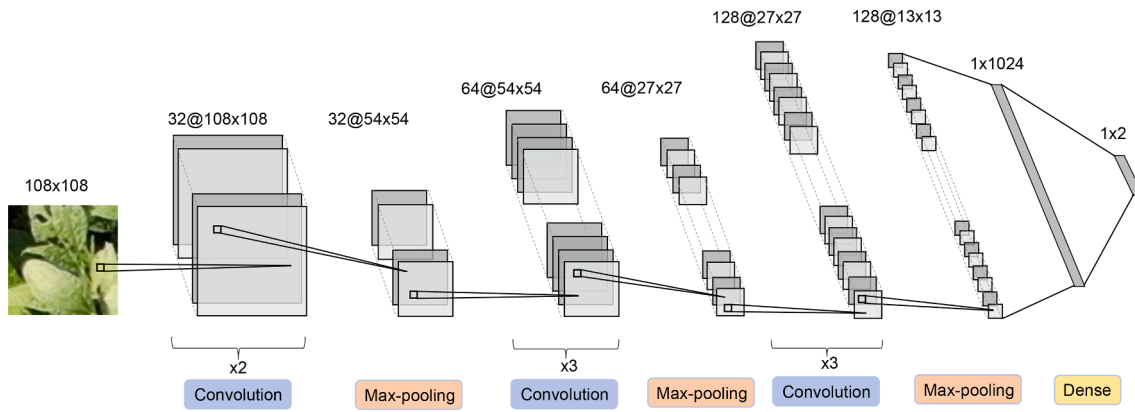 128@27x27
128@13x13
1x1024
64@54x54
64@27x27
32@108x108
32@54x54
1x2
108x108
x2
x3
x3
Convolution
Max-pooling
Convolution
Max-pooling
Convolution
Max-pooling
Dense